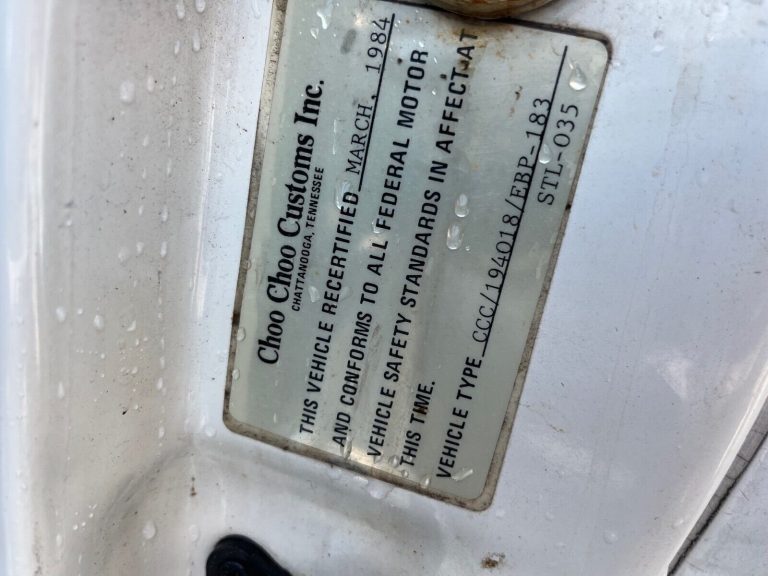 Choo Choo Customs Inc.
CHATTANOOGA, TENNESSEE
THIS VEHICLE RECERTIFIED MARCH, 1984
AND CONFORMS TO ALL FEDERAL MOTOR
VEHICLE SAFETY STANDARDS IN AFFECT AT
THIS TIME.
VEHICLE TYPE CCC/194018/EBP-183
STL-035